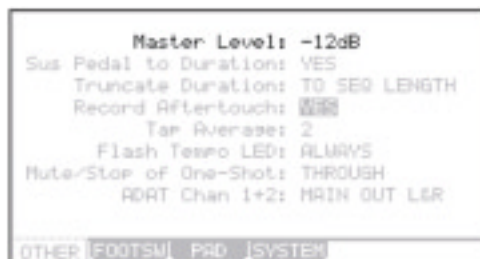 Master Level: -12dB
Sus Pedal to Duration: YES
Truncate Duration: TO SEQ LENGTH
Record Aftertouch: YES
Tap Average: 2
Flash Tempo LED: ALWAYS
Mute/Stop of One-Shot: THROUGH
ADAT Chan 1+2: MAIN OUT L&R
OTHER FOOTSW PAD SYSTEM